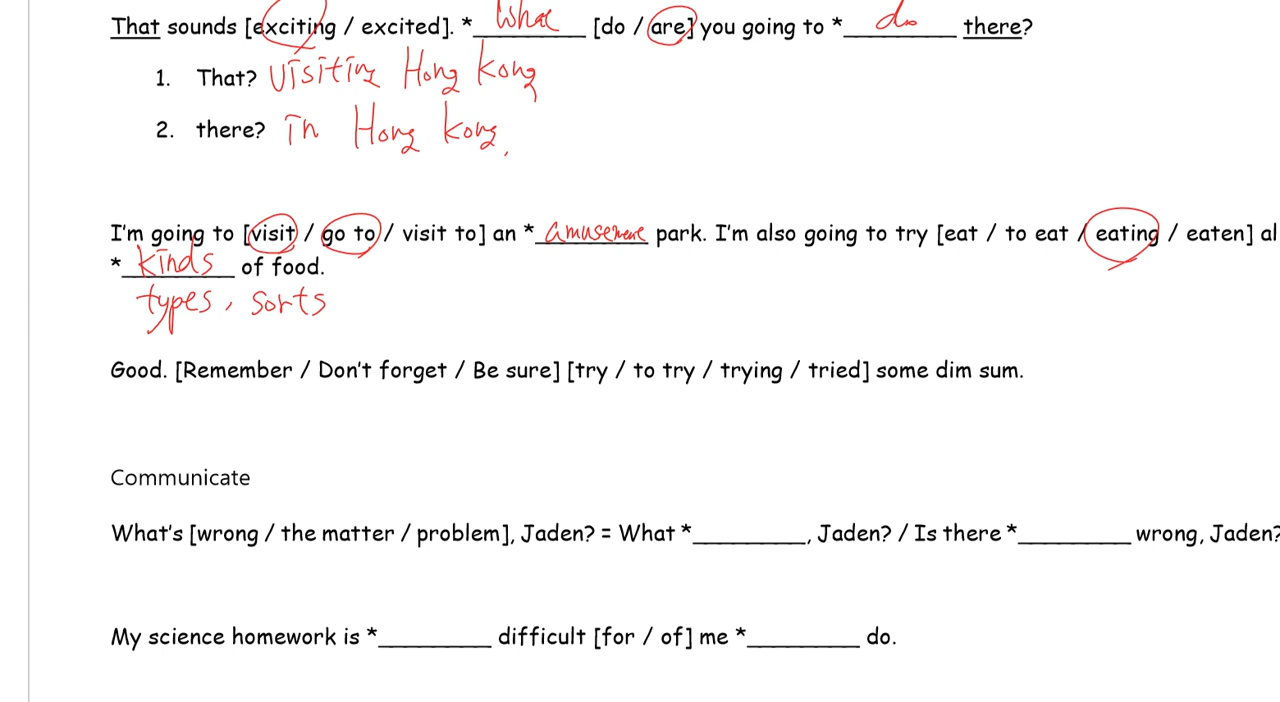 That sounds [exciting / excited]. * What [do / are] you going to * do there?
1. That? visiting Hong Kong
2. there? in Hong Kong.
I'm going to [visit / go to / visit to] an * amusement park. I'm also going to try [eat / to eat / eating / eaten] al
* kinds of food.
types, sorts
Good. [Remember / Don't forget / Be sure] [try / to try / trying / tried] some dim sum.
Communicate
What's [wrong / the matter / problem], Jaden? = What *__________, Jaden? / Is there *__________ wrong, Jaden?
My science homework is *__________ difficult [for / of] me *__________ do.